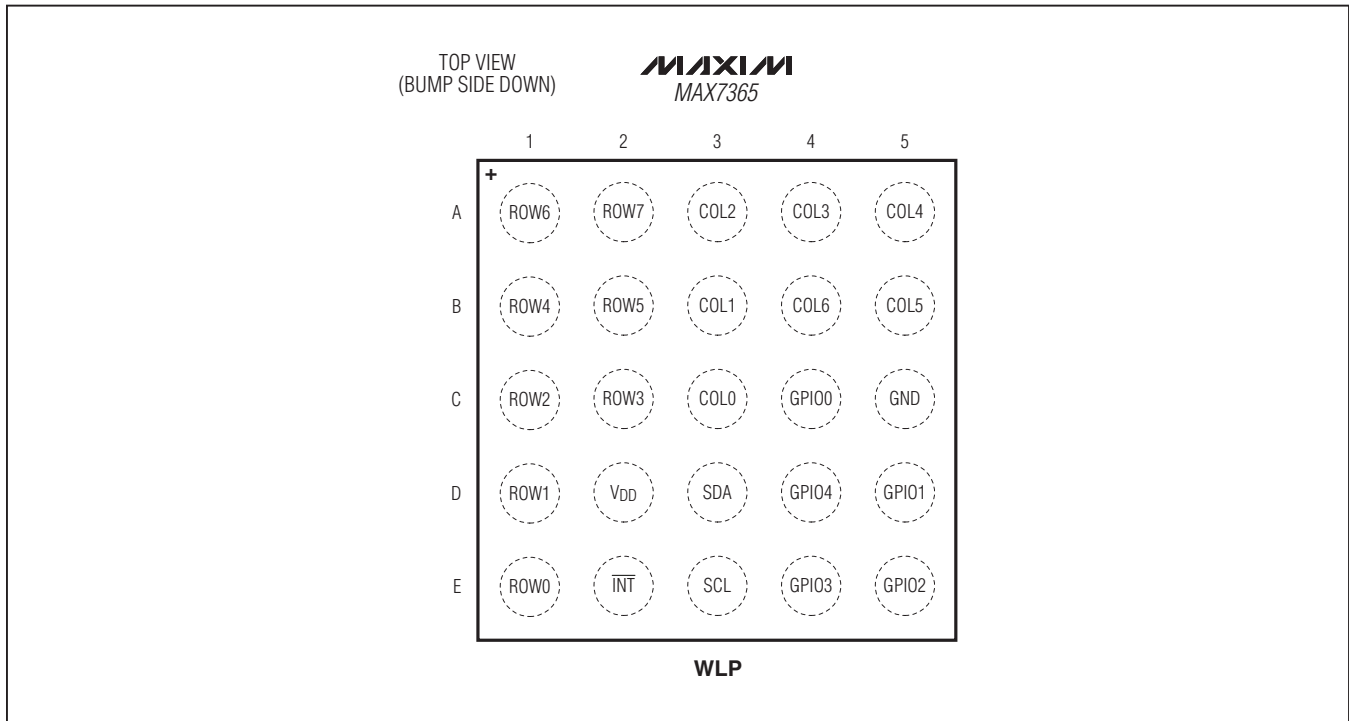 TOP VIEW
(BUMP SIDE DOWN)
MAXIM
MAX7365
1 2 3 4 5
+
A ROW6 ROW7 COL2 COL3 COL4
B ROW4 ROW5 COL1 COL6 COL5
C ROW2 ROW3 COL0 GPIO0 GND
D ROW1 VDD SDA GPIO4 GPIO1
E ROW0 INT SCL GPIO3 GPIO2
WLP